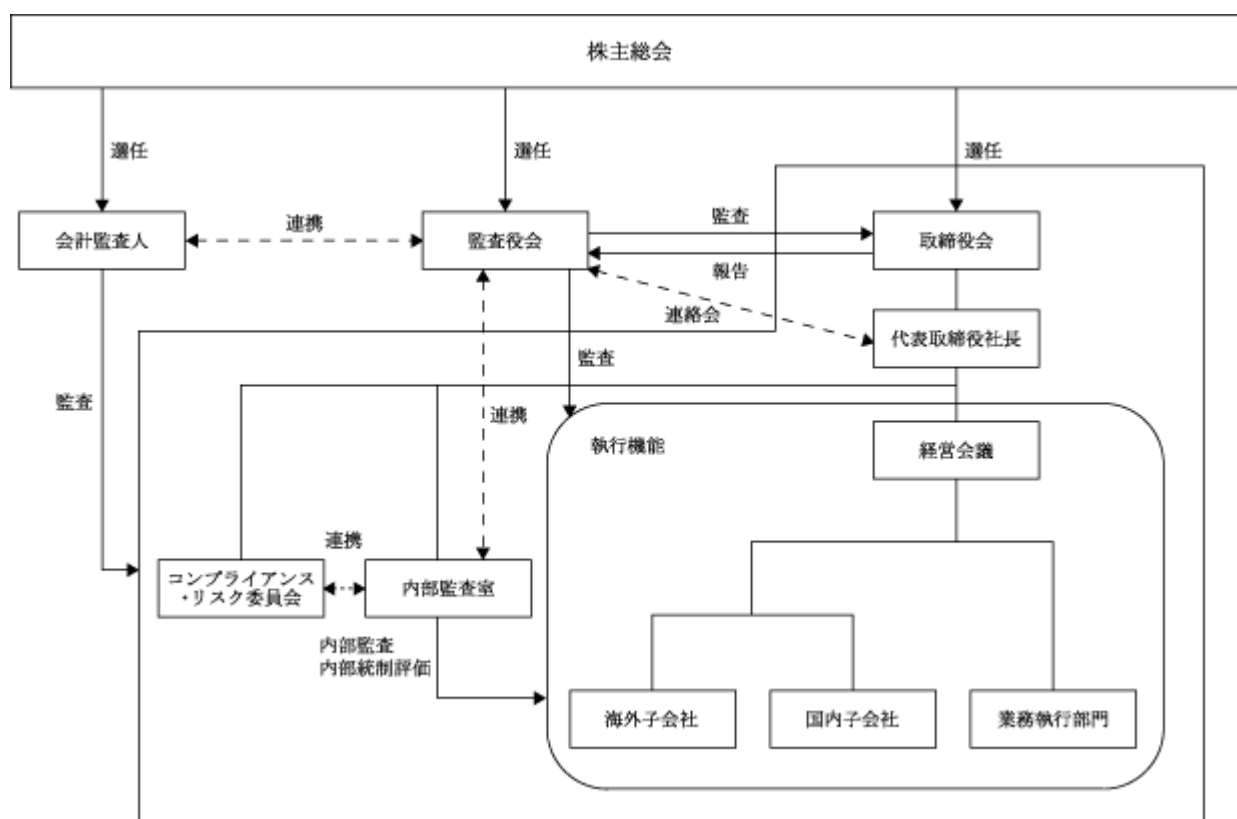 株主総会
選任
選任
選任
会計監査人
連携
監査役会
監査
取締役会
報告
連絡会
代表取締役社長
監査
監査
連携
執行機能
経営会議
連携
コンプライアンス
・リスク委員会
内部監査室
内部監査
内部統制評価
海外子会社
国内子会社
業務執行部門